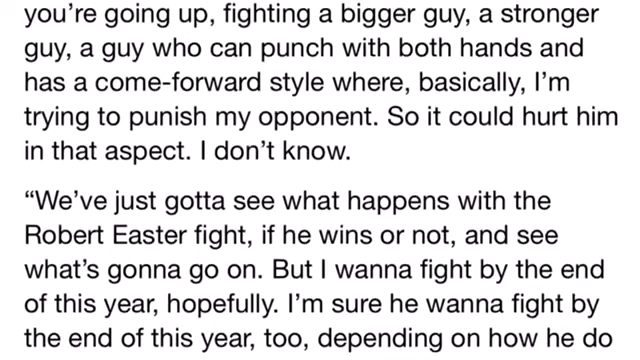 you’re going up, fighting a bigger guy, a stronger
guy, a guy who can punch with both hands and
has a come-forward style where, basically, I’m
trying to punish my opponent. So it could hurt him
in that aspect. I don’t know.
“We’ve just gotta see what happens with the
Robert Easter fight, if he wins or not, and see
what’s gonna go on. But I wanna fight by the end
of this year, hopefully. I’m sure he wanna fight by
the end of this year, too, depending on how he do